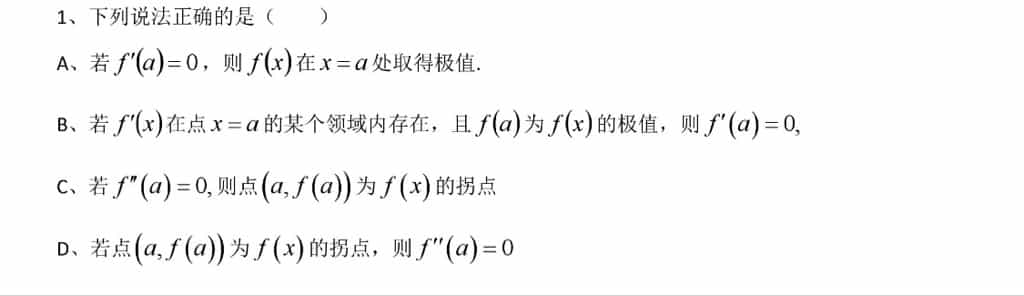 1、下列说法正确的是（　　）
A、若 f′(a)=0，则 f(x)在 x=a 处取得极值.
B、若 f′(x)在点 x=a 的某个领域内存在，且 f(a)为 f(x)的极值，则 f′(a)=0,
C、若 f″(a)=0,则点(a,f(a))为 f(x)的拐点
D、若点(a,f(a))为 f(x)的拐点，则 f″(a)=0